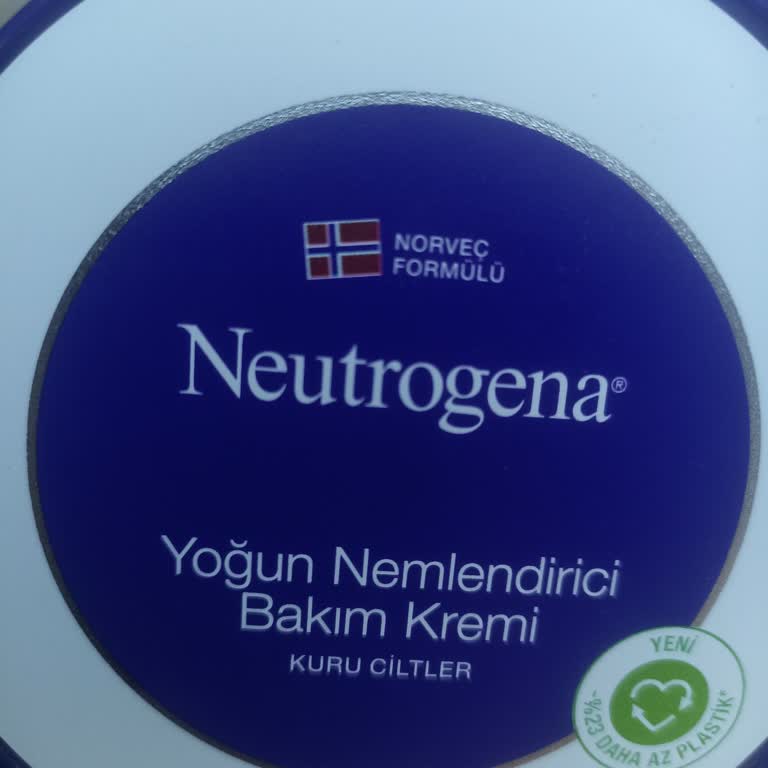 NORVEÇ
FORMÜLÜ
Neutrogena®
Yoğun Nemlendirici
Bakım Kremi
KURU CİLTLER
YENİ
-%23 DAHA AZ PLASTİK*